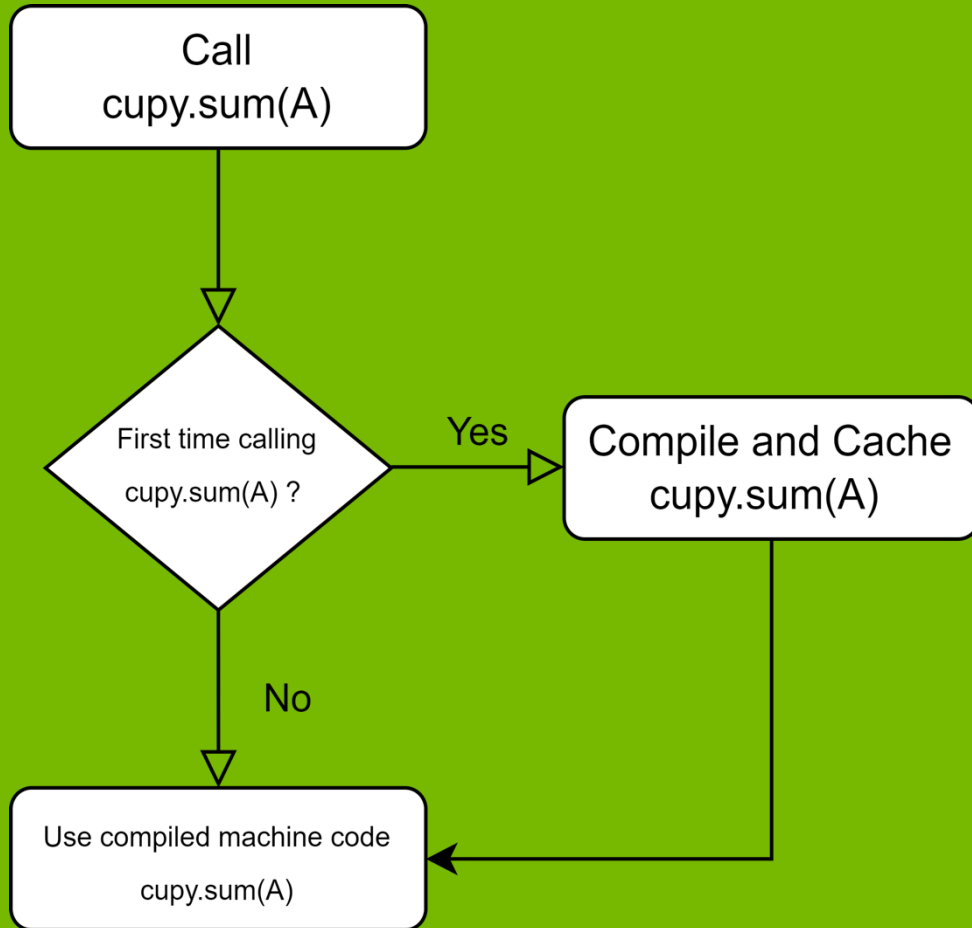 Call
cupy.sum(A)
First time calling
cupy.sum(A) ?
Yes
Compile and Cache
cupy.sum(A)
No
Use compiled machine code
cupy.sum(A)